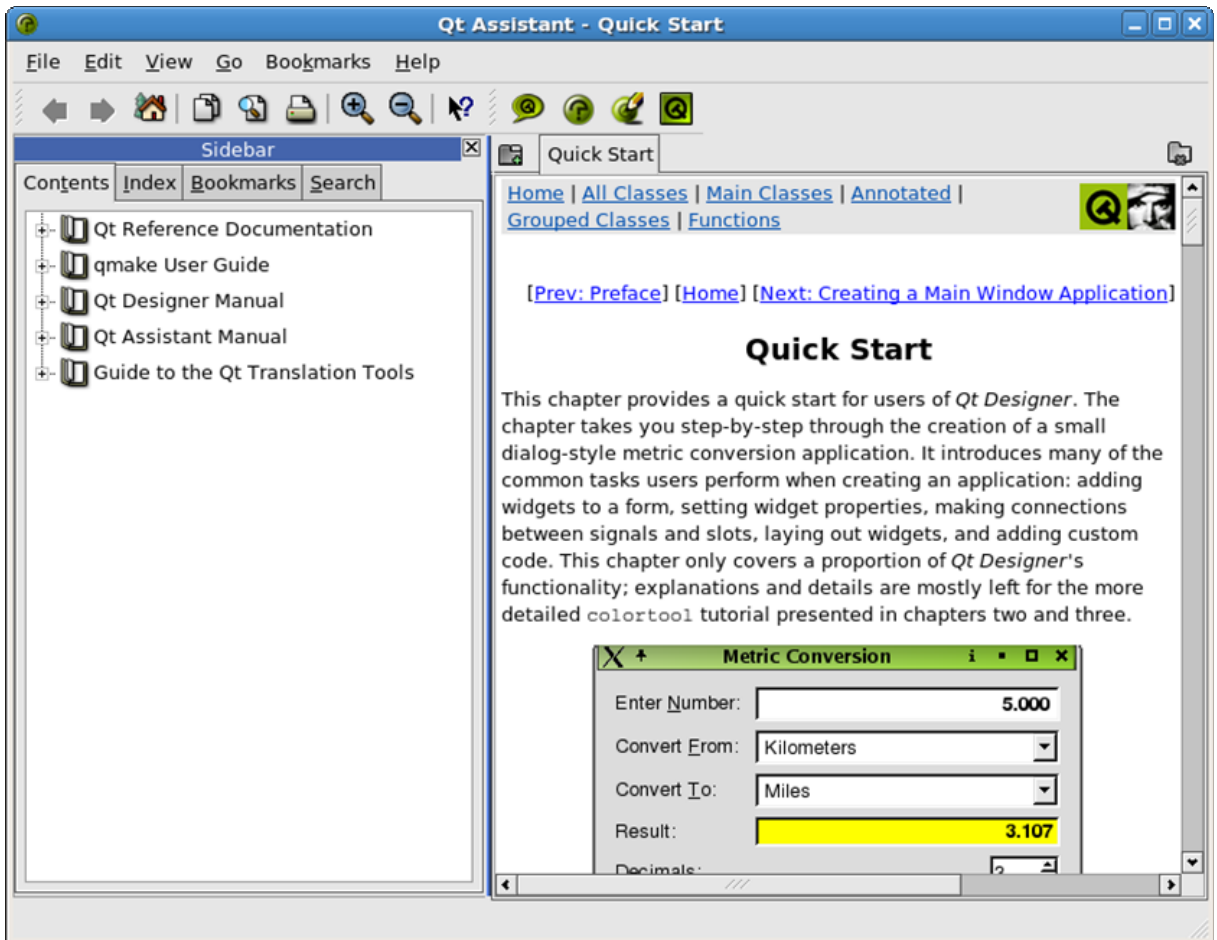 Qt Assistant - Quick Start
File Edit View Go Bookmarks Help
Sidebar
Contents Index Bookmarks Search
Qt Reference Documentation
qmake User Guide
Qt Designer Manual
Qt Assistant Manual
Guide to the Qt Translation Tools
Quick Start
Home | All Classes | Main Classes | Annotated |
Grouped Classes | Functions
[Prev: Preface] [Home] [Next: Creating a Main Window Application]
Quick Start
This chapter provides a quick start for users of Qt Designer. The
chapter takes you step-by-step through the creation of a small
dialog-style metric conversion application. It introduces many of the
common tasks users perform when creating an application: adding
widgets to a form, setting widget properties, making connections
between signals and slots, laying out widgets, and adding custom
code. This chapter only covers a proportion of Qt Designer's
functionality; explanations and details are mostly left for the more
detailed colortool tutorial presented in chapters two and three.
Metric Conversion
Enter Number: 5.000
Convert From: Kilometers
Convert To: Miles
Result: 3.107
Decimals: